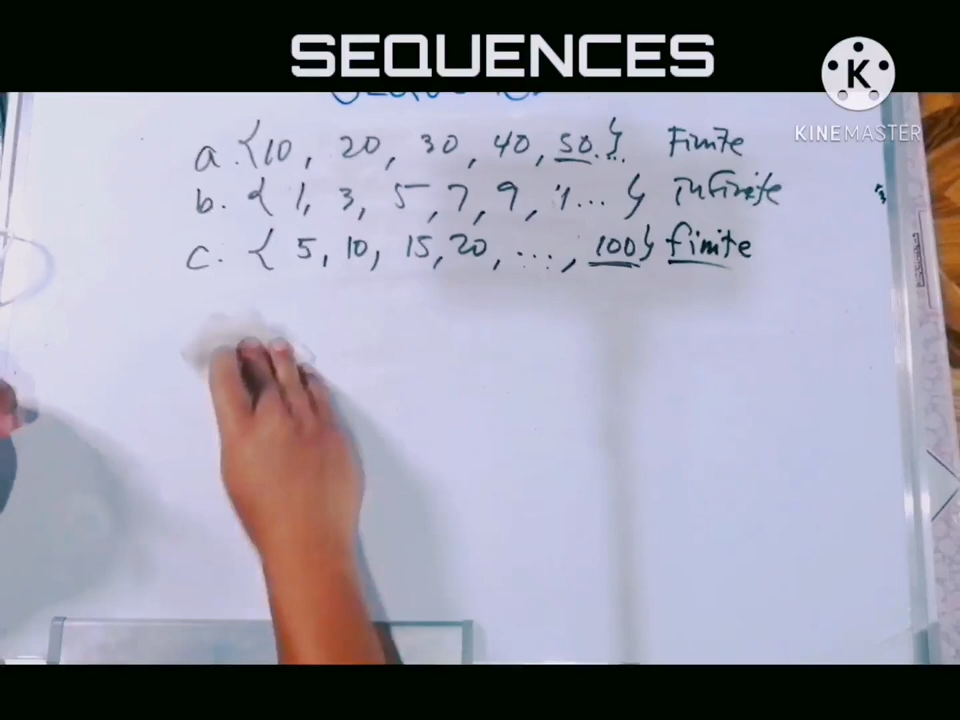 SEQUENCES
KINEMASTER
a. {10, 20, 30, 40, 50. } ... Finite
b. { 1, 3, 5, 7, 9, 11... } infinite
c. { 5, 10, 15, 20, ..., 100} finite